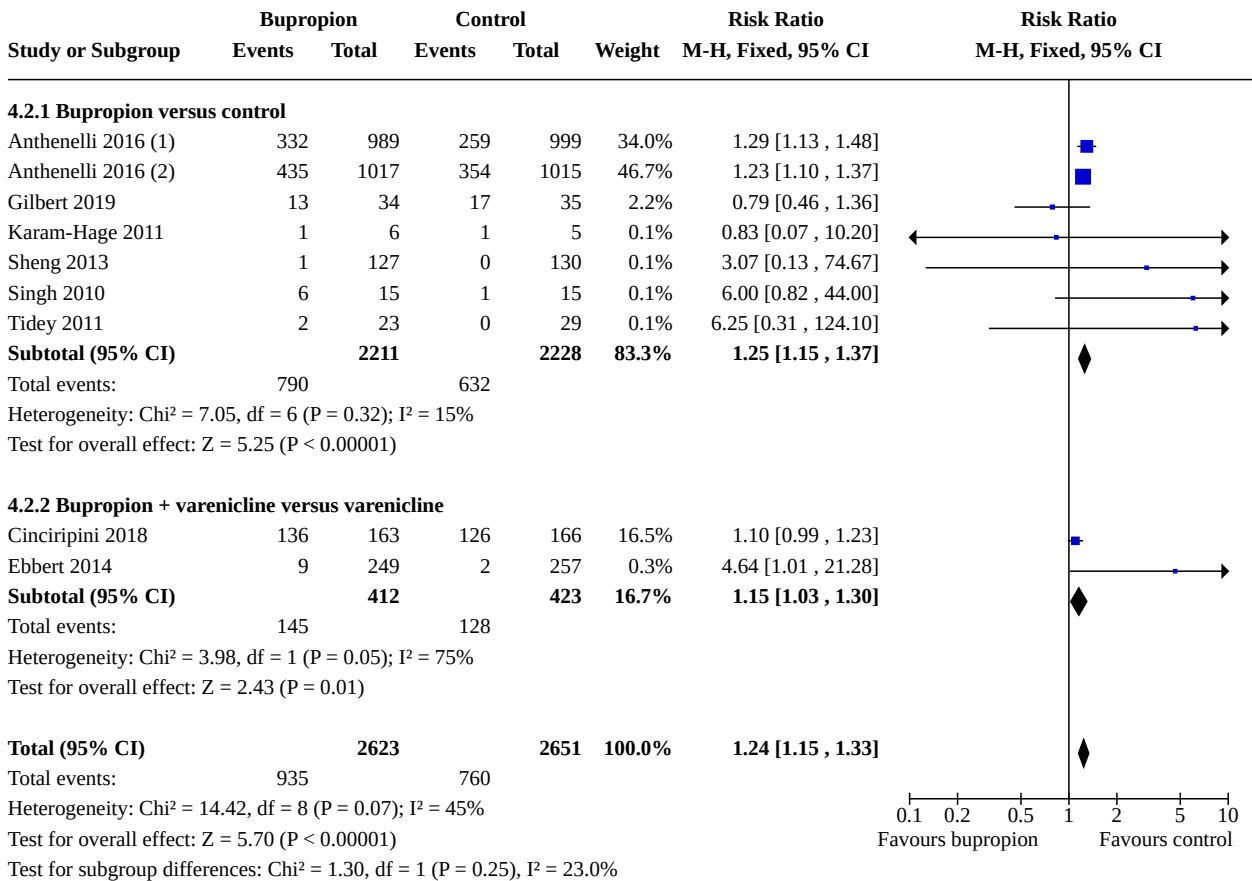 Bupropion Control Risk Ratio Risk Ratio
Study or Subgroup Events Total Events Total Weight M-H, Fixed, 95% CI M-H, Fixed, 95% CI
4.2.1 Bupropion versus control
Anthenelli 2016 (1) 332 989 259 999 34.0% 1.29 [1.13 , 1.48]
Anthenelli 2016 (2) 435 1017 354 1015 46.7% 1.23 [1.10 , 1.37]
Gilbert 2019 13 34 17 35 2.2% 0.79 [0.46 , 1.36]
Karam-Hage 2011 1 6 1 5 0.1% 0.83 [0.07 , 10.20]
Sheng 2013 1 127 0 130 0.1% 3.07 [0.13 , 74.67]
Singh 2010 6 15 1 15 0.1% 6.00 [0.82 , 44.00]
Tidey 2011 2 23 0 29 0.1% 6.25 [0.31 , 124.10]
Subtotal (95% CI) 2211 2228 83.3% 1.25 [1.15 , 1.37]
Total events: 790 632
Heterogeneity: Chi² = 7.05, df = 6 (P = 0.32); I² = 15%
Test for overall effect: Z = 5.25 (P < 0.00001)
4.2.2 Bupropion + varenicline versus varenicline
Cinciripini 2018 136 163 126 166 16.5% 1.10 [0.99 , 1.23]
Ebbert 2014 9 249 2 257 0.3% 4.64 [1.01 , 21.28]
Subtotal (95% CI) 412 423 16.7% 1.15 [1.03 , 1.30]
Total events: 145 128
Heterogeneity: Chi² = 3.98, df = 1 (P = 0.05); I² = 75%
Test for overall effect: Z = 2.43 (P = 0.01)
Total (95% CI) 2623 2651 100.0% 1.24 [1.15 , 1.33]
Total events: 935 760
Heterogeneity: Chi² = 14.42, df = 8 (P = 0.07); I² = 45%
0.1 0.2 0.5 1 2 5 10
Test for overall effect: Z = 5.70 (P < 0.00001)
Favours bupropion Favours control
Test for subgroup differences: Chi² = 1.30, df = 1 (P = 0.25), I² = 23.0%